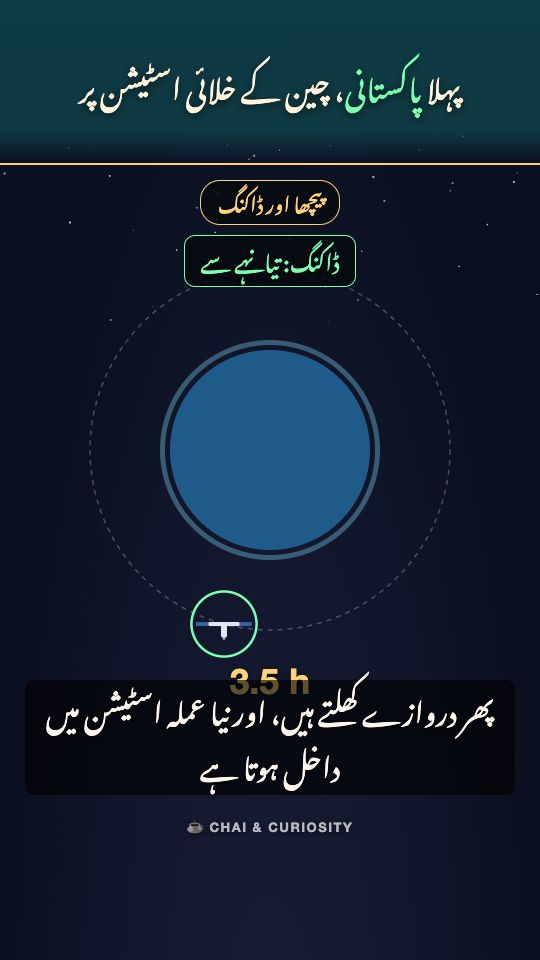 پہلا پاکستانی، چین کے خلائی اسٹیشن پر
پیچھا اور ڈاکنگ
ڈاکنگ: تیانہے سے
3.5 h
پھر دروازے کھلتے ہیں، اور نیا عملہ اسٹیشن میں
داخل ہوتا ہے
CHAI & CURIOSITY